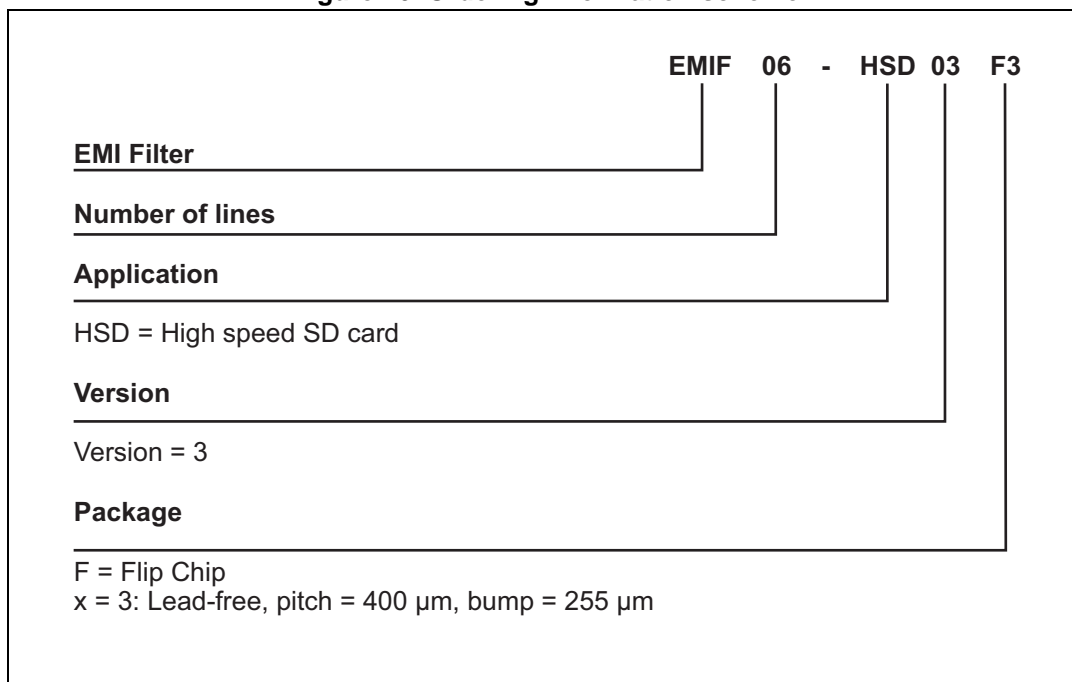 EMIF 06 - HSD 03 F3
EMI Filter
Number of lines
Application
HSD = High speed SD card
Version
Version = 3
Package
F = Flip Chip
x = 3: Lead-free, pitch = 400 µm, bump = 255 µm